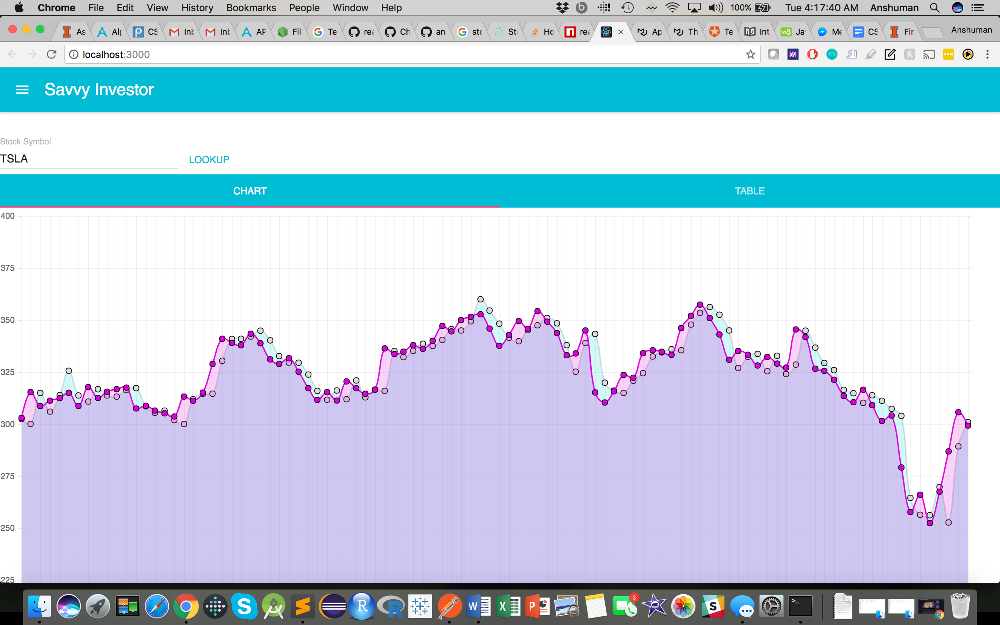 Chrome File Edit View History Bookmarks People Window Help 100% Tue 4:17:40 AM Anshuman
As Alp CS Inb Inb AP Fil Te rea Ch an sto St Ho rea Ap Th Te Int Ja Me CS Fir Anshuman
localhost:3000
Savvy Investor
Stock Symbol
TSLA LOOKUP
CHART TABLE
400
375
350
325
300
275
250
225
3